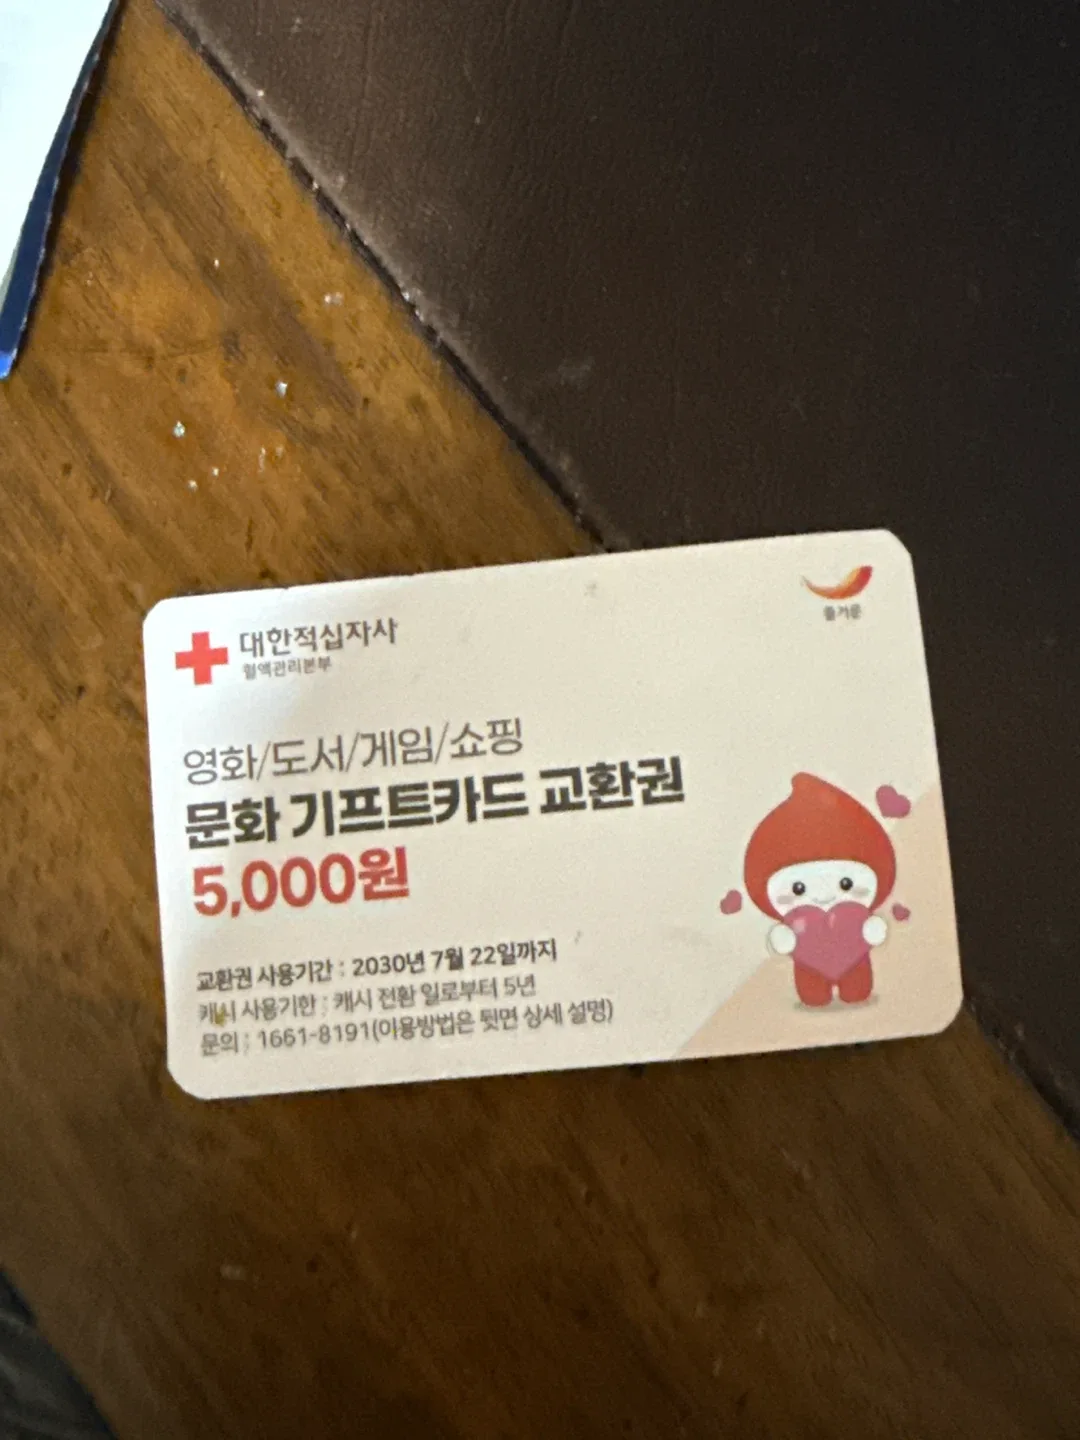 대한적십자사
혈액관리본부
즐거운
영화/도서/게임/쇼핑
문화 기프트카드 교환권
5,000원
교환권 사용기간 : 2030년 7월 22일까지
캐시 사용기한 : 캐시 전환 일로부터 5년
문의 : 1661-8191(이용방법은 뒷면 상세 설명)